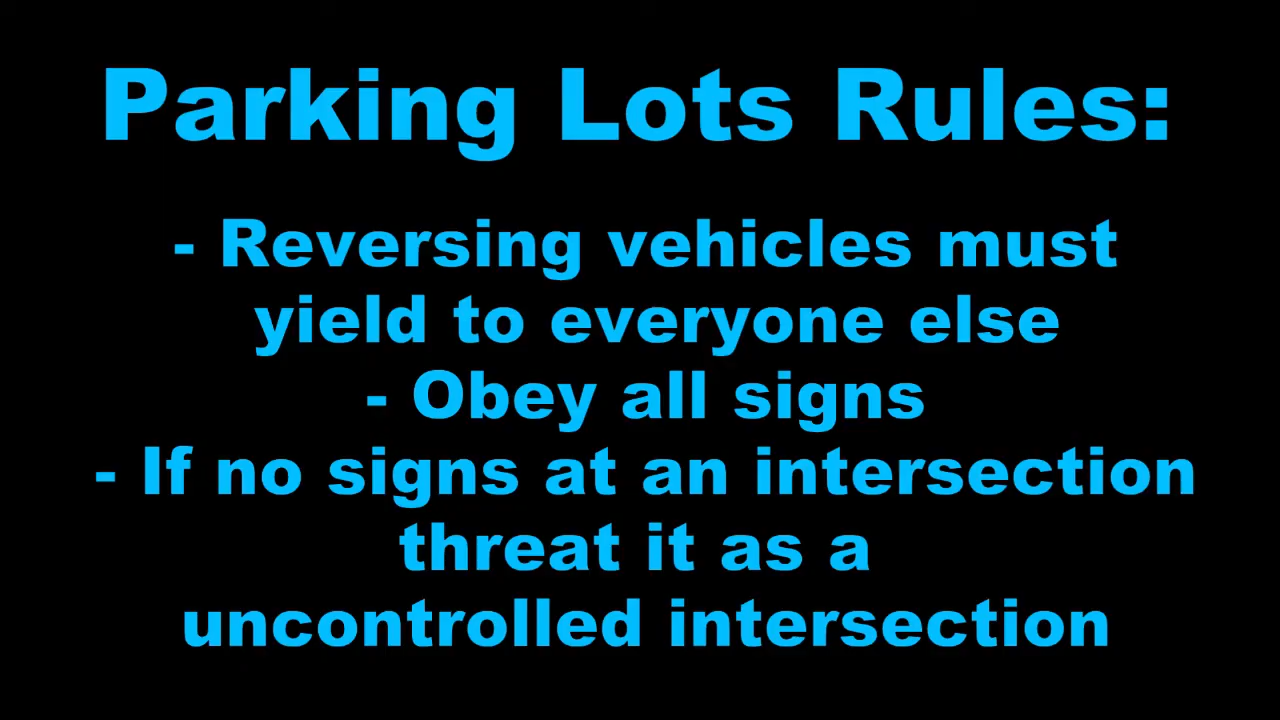 Parking Lots Rules:
- Reversing vehicles must
yield to everyone else
- Obey all signs
- If no signs at an intersection
threat it as a
uncontrolled intersection